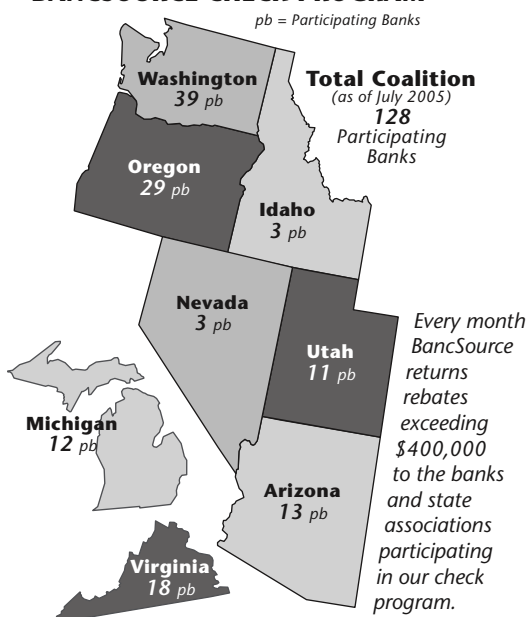 pb = Participating Banks
Washington
39 pb
Total Coalition
(as of July 2005)
128
Participating
Banks
Oregon
29 pb
Idaho
3 pb
Nevada
3 pb
Utah
11 pb
Every month
BancSource
returns
rebates
exceeding
$400,000
to the banks
and state
associations
participating
in our check
program.
Michigan
12 pb
Arizona
13 pb
Virginia
18 pb